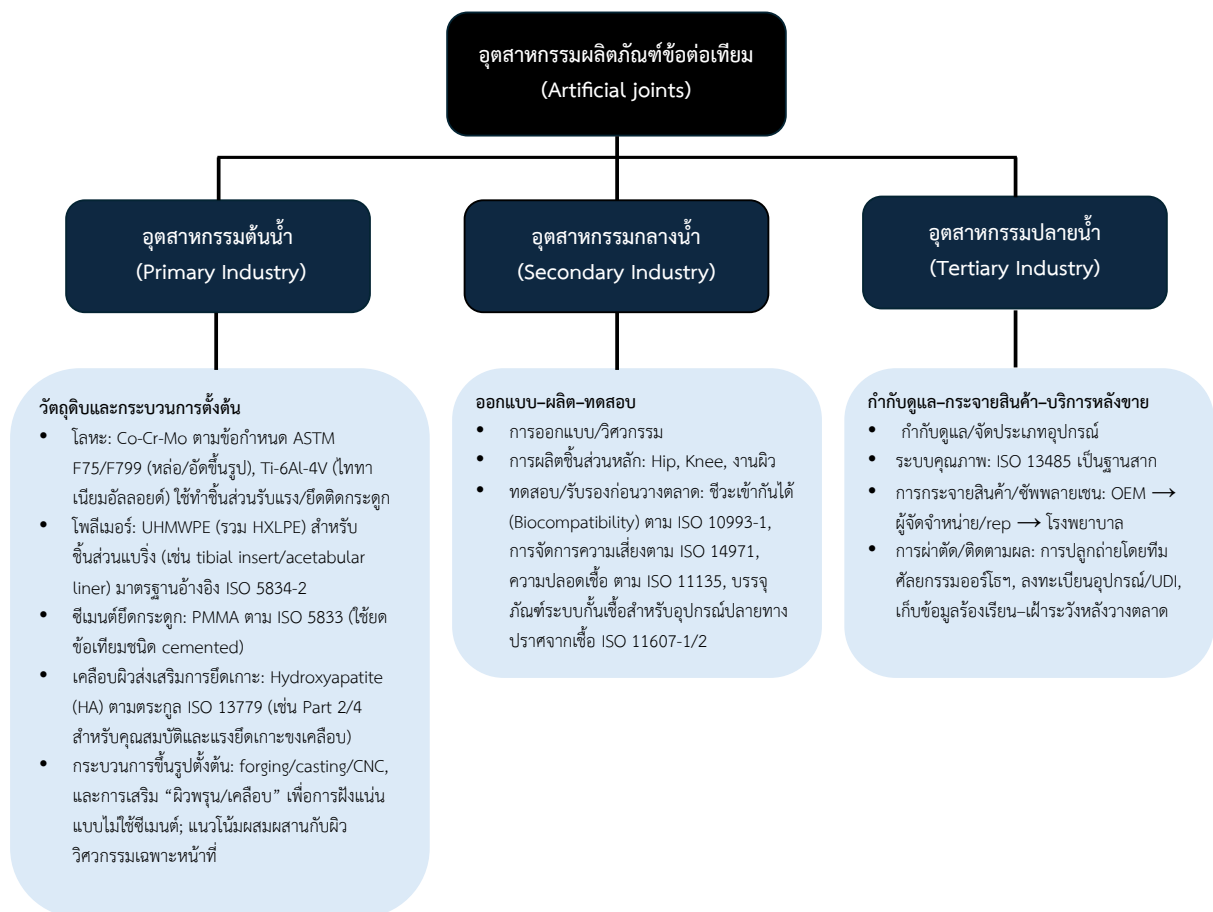 อุตสาหกรรมผลิตภัณฑ์ข้อต่อเทียม
(Artificial joints)
อุตสาหกรรมต้นน้ำ
(Primary Industry)
อุตสาหกรรมกลางน้ำ
(Secondary Industry)
อุตสาหกรรมปลายน้ำ
(Tertiary Industry)
วัตถุดิบและกระบวนการตั้งต้น
• โลหะ: Co-Cr-Mo ตามข้อกำหนด ASTM
F75/F799 (หล่อ/อัดขึ้นรูป), Ti-6Al-4V (ไททา
เนียมอัลลอยด์) ใช้ทำชิ้นส่วนรับแรง/ยึดติดกระดูก
• โพลีเมอร์: UHMWPE (รวม HXLPE) สำหรับ
ชิ้นส่วนแบริ่ง (เช่น tibial insert/acetabular
liner) มาตรฐานอ้างอิง ISO 5834-2
• ซีเมนต์ยึดกระดูก: PMMA ตาม ISO 5833 (ใช้ยด
ข้อเทียมชนิด cemented)
• เคลือบผิวส่งเสริมการยึดเกาะ: Hydroxyapatite
(HA) ตามตระกูล ISO 13779 (เช่น Part 2/4
สำหรับคุณสมบัติและแรงยึดเกาะขงเคลือบ)
• กระบวนการขึ้นรูปตั้งต้น: forging/casting/CNC,
และการเสริม “ผิวพรุน/เคลือบ” เพื่อการฝังแน่น
แบบไม่ใช้ซีเมนต์; แนวโน้มผสมผสานกับผิว
วิศวกรรมเฉพาะหน้าที่
ออกแบบ–ผลิต–ทดสอบ
• การออกแบบ/วิศวกรรม
• การผลิตชิ้นส่วนหลัก: Hip, Knee, งานผิว
• ทดสอบ/รับรองก่อนวางตลาด: ชีวะเข้ากันได้
(Biocompatibility) ตาม ISO 10993-1,
การจัดการความเสี่ยงตาม ISO 14971,
ความปลอดเชื้อ ตาม ISO 11135, บรรจุ
ภัณฑ์ระบบกั้นเชื้อสำหรับอุปกรณ์ปลายทาง
ปราศจากเชื้อ ISO 11607-1/2
กำกับดูแล–กระจายสินค้า–บริการหลังขาย
• กำกับดูแล/จัดประเภทอุปกรณ์
• ระบบคุณภาพ: ISO 13485 เป็นฐานสาก
• การกระจายสินค้า/ซัพพลายเชน: OEM →
ผู้จัดจำหน่าย/rep → โรงพยาบาล
• การผ่าตัด/ติดตามผล: การปลูกถ่ายโดยทีม
ศัลยกรรมออร์โธฯ, ลงทะเบียนอุปกรณ์/UDI,
เก็บข้อมูลร้องเรียน–เฝ้าระวังหลังวางตลาด